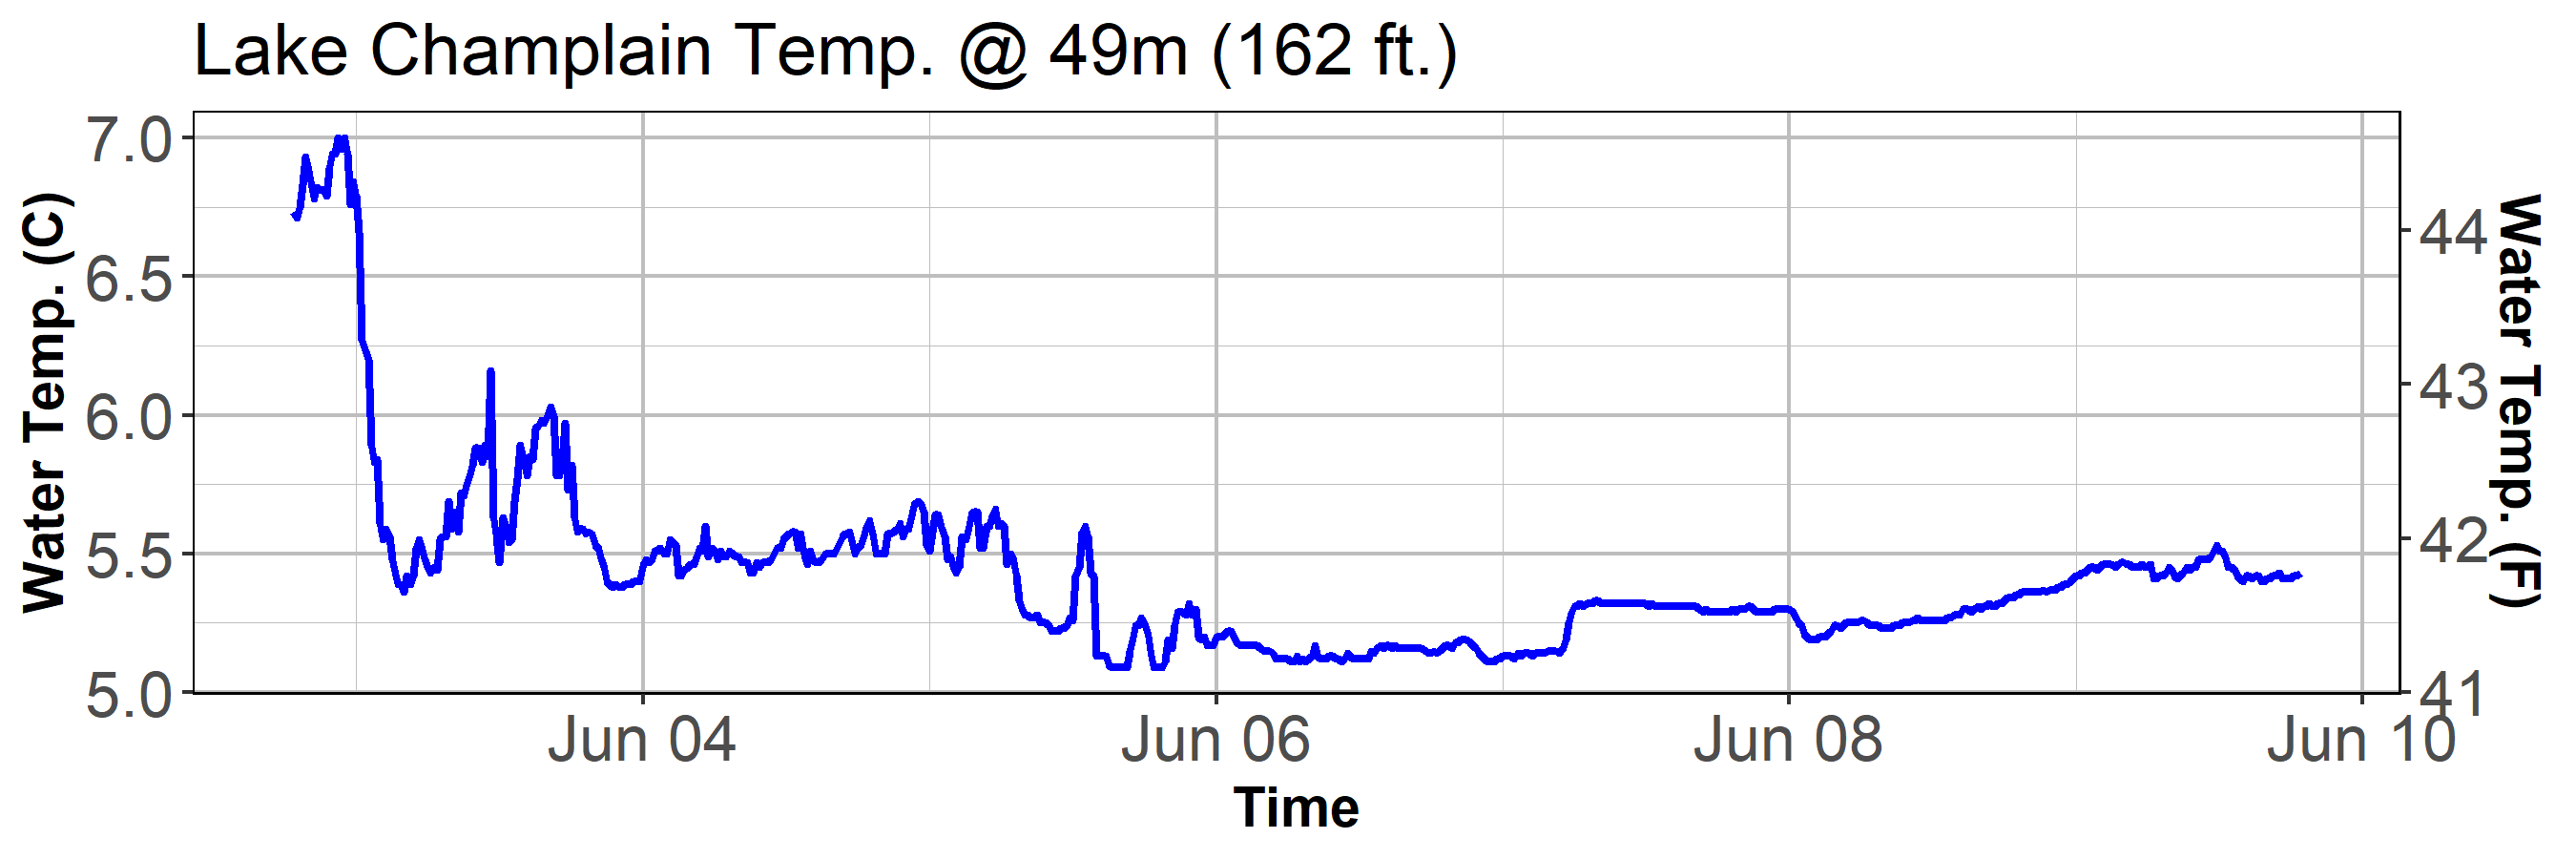 Lake Champlain Temp. @ 49m (162 ft.)
Water Temp. (C)
7.0
6.5
6.0
5.5
5.0
44
43
42
41
Water Temp. (F)
Jun 04
Jun 06
Jun 08
Jun 10
Time